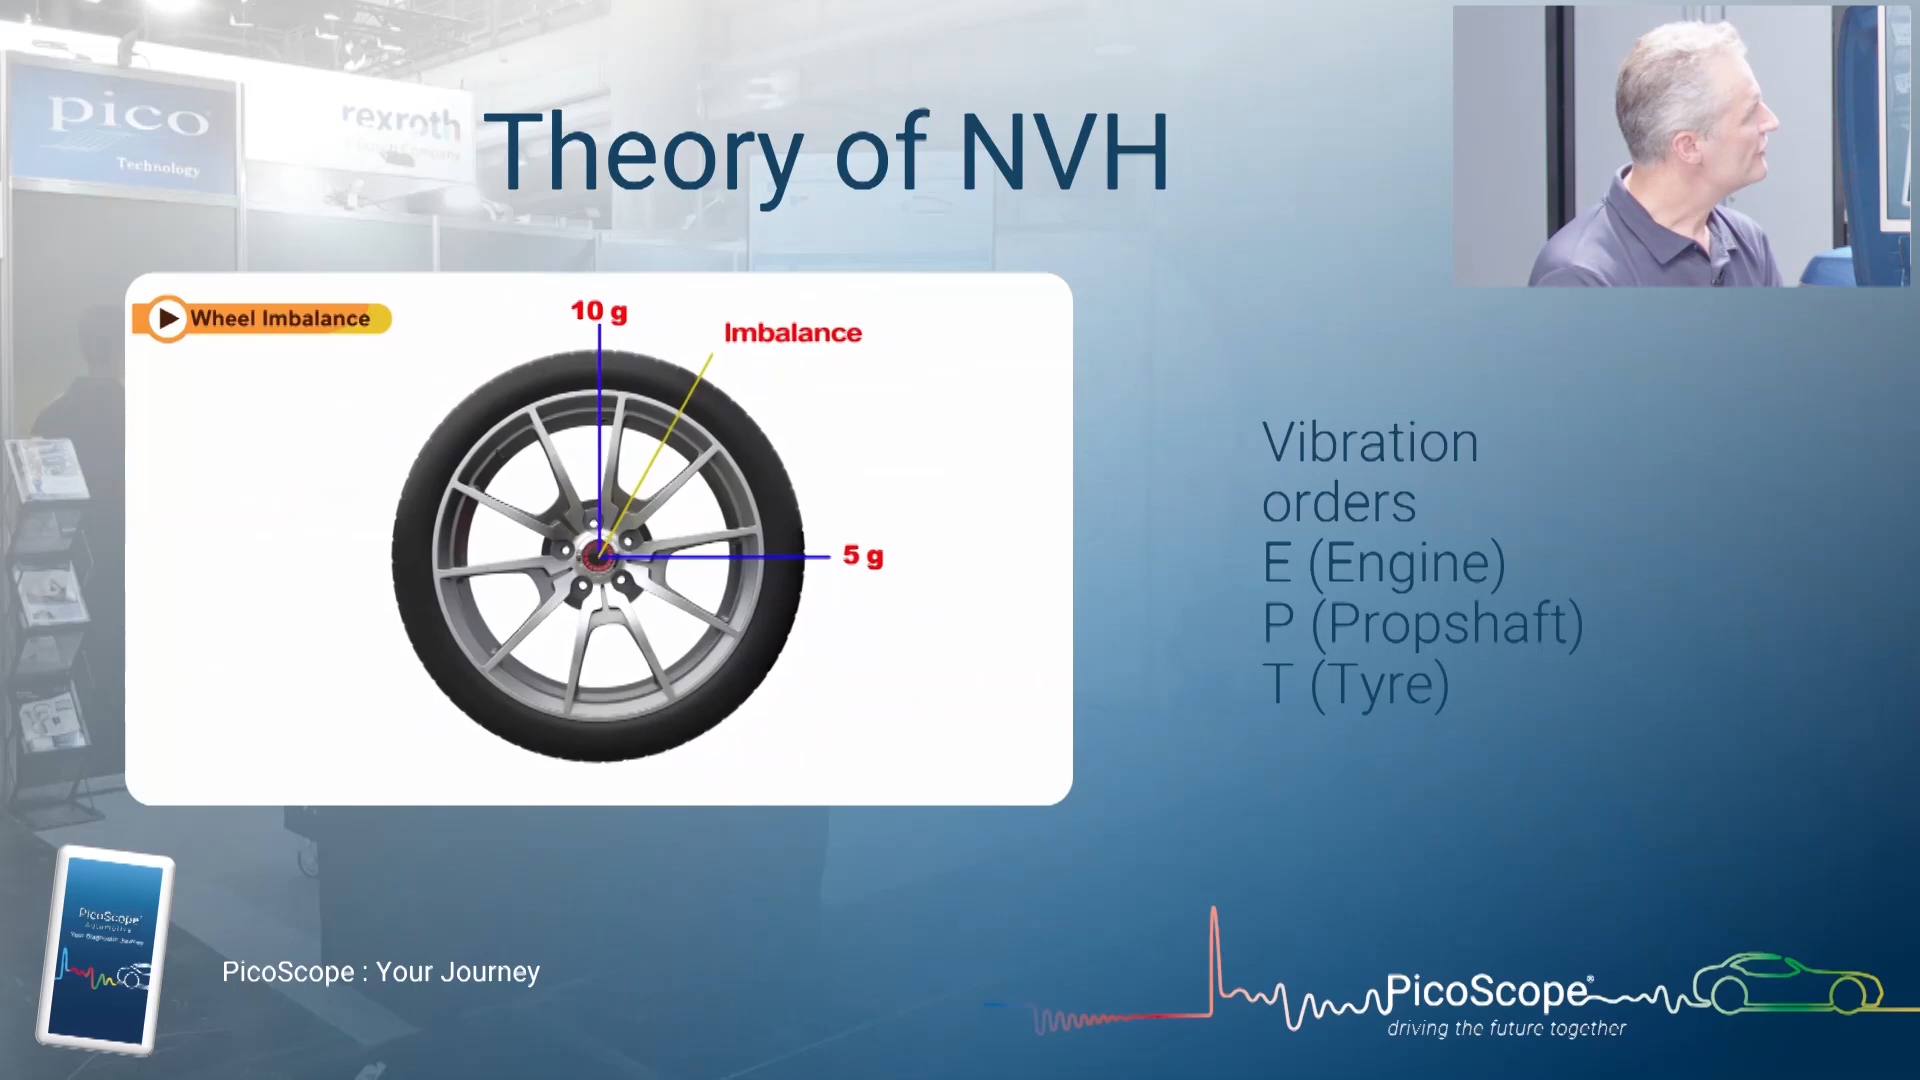 pico
Technology
rexroth
Theory of NVH
Wheel Imbalance
10 g
Imbalance
5 g
Vibration
orders
E (Engine)
P (Propshaft)
T (Tyre)
PicoScope
Automotive
PicoScope : Your Journey
PicoScope
driving the future together